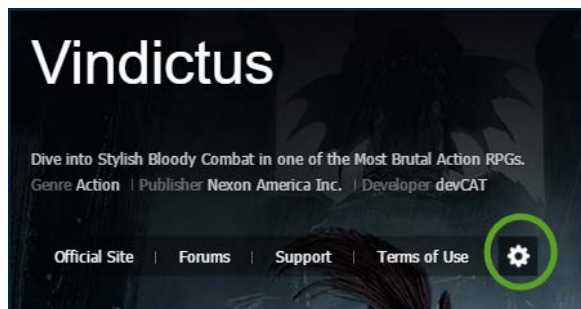 Vindictus
Dive into Stylish Bloody Combat in one of the Most Brutal Action RPGs.
Genre Action | Publisher Nexon America Inc. | Developer devCAT
Official Site | Forums | Support | Terms of Use